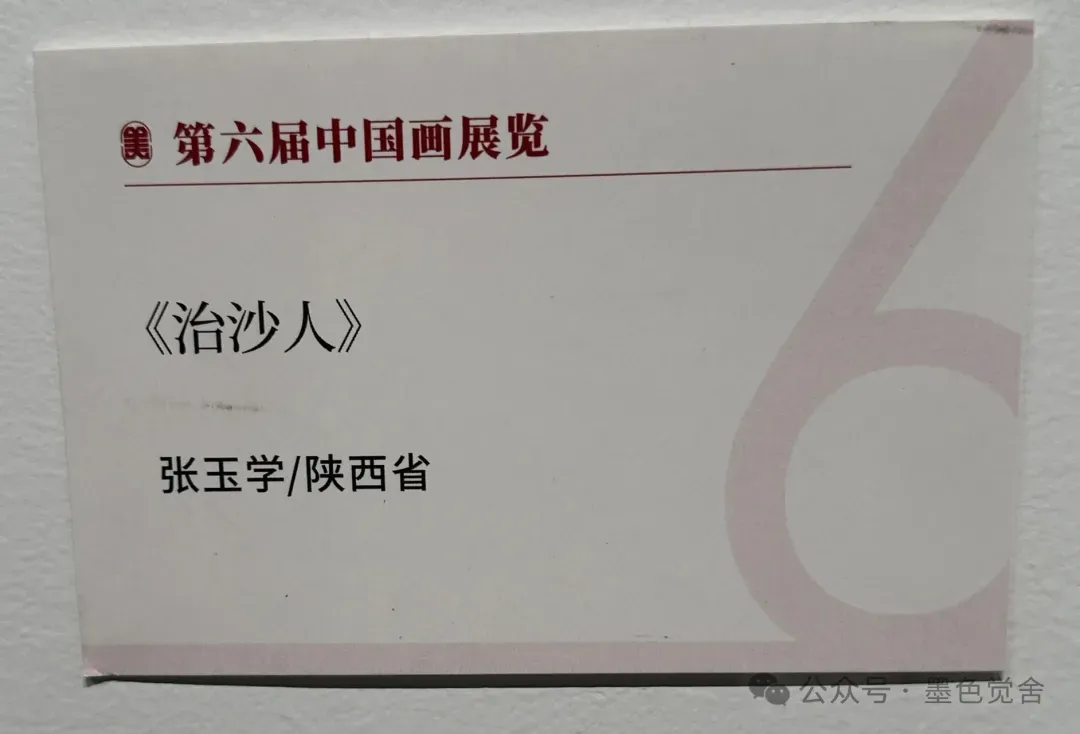 美
第六届中国画展览
《治沙人》
张玉学/陕西省
6
公众号·墨色觉舍